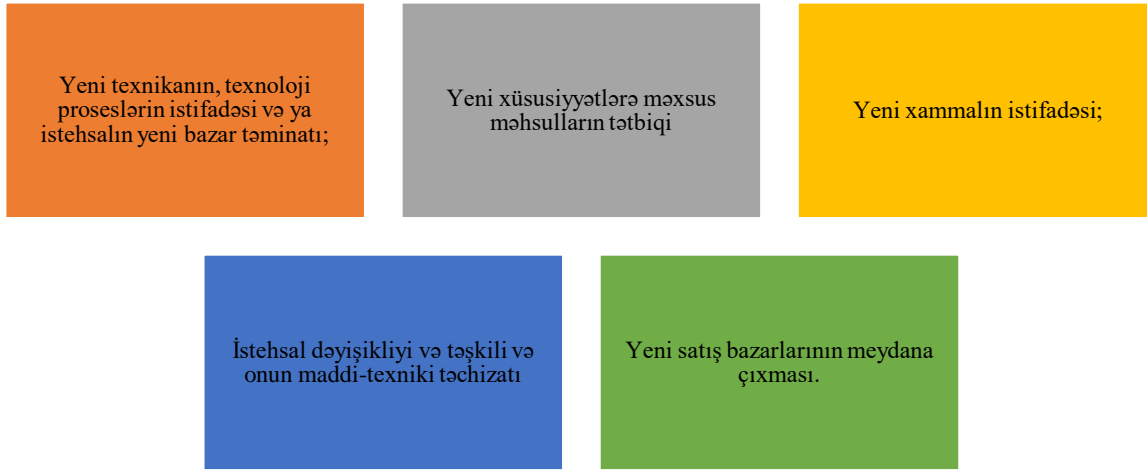 Yeni texnikanın, texnoloji
proseslərin istifadəsi və ya
istehsalın yeni bazar təminatı;
Yeni xüsusiyyətlərə məxsus
məhsulların tətbiqi
Yeni xammalın istifadəsi;
İstehsal dəyişikliyi və təşkili və
onun maddi-texniki təchizatı
Yeni satış bazarlarının meydana
çıxması.